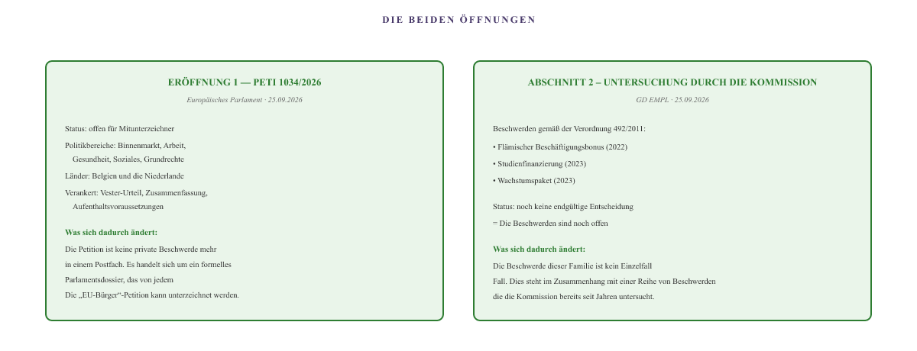 DIE BEIDEN ÖFFNUNGEN
ERÖFFNUNG 1 — PETI 1034/2026
Europäisches Parlament · 25.09.2026
Status: offen für Mitunterzeichner
Politikbereiche: Binnenmarkt, Arbeit,
Gesundheit, Soziales, Grundrechte
Länder: Belgien und die Niederlande
Verankert: Vester-Urteil, Zusammenfassung,
Aufenthaltsvoraussetzungen
Was sich dadurch ändert:
Die Petition ist keine private Beschwerde mehr
in einem Postfach. Es handelt sich um ein formelles
Parlamentsdossier, das von jedem
Die „EU-Bürger“-Petition kann unterzeichnet werden.
ABSCHNITT 2 – UNTERSUCHUNG DURCH DIE KOMMISSION
GD EMPL · 25.09.2026
Beschwerden gemäß der Verordnung 492/2011:
• Flämischer Beschäftigungsbonus (2022)
• Studienfinanzierung (2023)
• Wachstumspaket (2023)
Status: noch keine endgültige Entscheidung
= Die Beschwerden sind noch offen
Was sich dadurch ändert:
Die Beschwerde dieser Familie ist kein Einzelfall
Fall. Dies steht im Zusammenhang mit einer Reihe von Beschwerden
die die Kommission bereits seit Jahren untersucht.